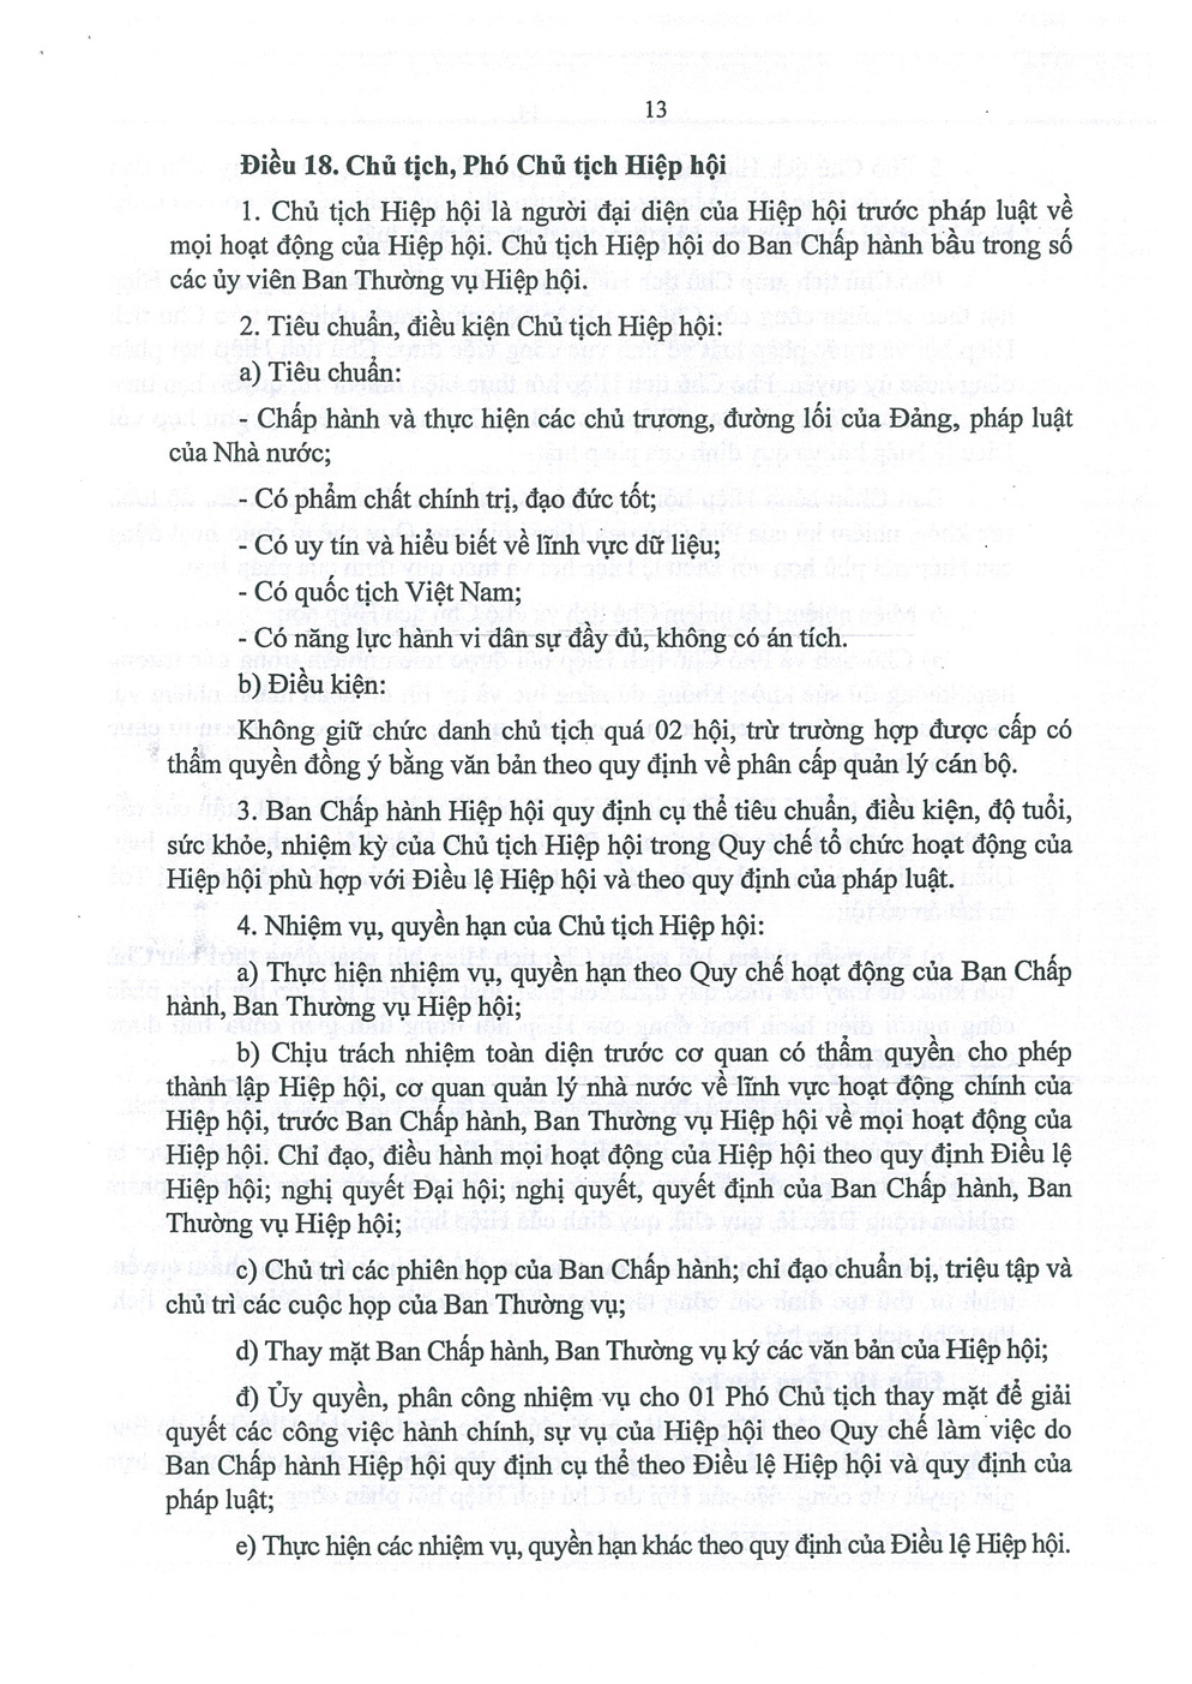 13
Điều 18. Chủ tịch, Phó Chủ tịch Hiệp hội
1. Chủ tịch Hiệp hội là người đại diện của Hiệp hội trước pháp luật về
mọi hoạt động của Hiệp hội. Chủ tịch Hiệp hội do Ban Chấp hành bầu trong số
các ủy viên Ban Thường vụ Hiệp hội.
2. Tiêu chuẩn, điều kiện Chủ tịch Hiệp hội:
a) Tiêu chuẩn:
- Chấp hành và thực hiện các chủ trương, đường lối của Đảng, pháp luật
của Nhà nước;
- Có phẩm chất chính trị, đạo đức tốt;
- Có uy tín và hiểu biết về lĩnh vực dữ liệu;
- Có quốc tịch Việt Nam;
- Có năng lực hành vi dân sự đầy đủ, không có án tích.
b) Điều kiện:
Không giữ chức danh chủ tịch quá 02 hội, trừ trường hợp được cấp có
thẩm quyền đồng ý bằng văn bản theo quy định về phân cấp quản lý cán bộ.
3. Ban Chấp hành Hiệp hội quy định cụ thể tiêu chuẩn, điều kiện, độ tuổi,
sức khỏe, nhiệm kỳ của Chủ tịch Hiệp hội trong Quy chế tổ chức hoạt động của
Hiệp hội phù hợp với Điều lệ Hiệp hội và theo quy định của pháp luật.
4. Nhiệm vụ, quyền hạn của Chủ tịch Hiệp hội:
a) Thực hiện nhiệm vụ, quyền hạn theo Quy chế hoạt động của Ban Chấp
hành, Ban Thường vụ Hiệp hội;
b) Chịu trách nhiệm toàn diện trước cơ quan có thẩm quyền cho phép
thành lập Hiệp hội, cơ quan quản lý nhà nước về lĩnh vực hoạt động chính của
Hiệp hội, trước Ban Chấp hành, Ban Thường vụ Hiệp hội về mọi hoạt động của
Hiệp hội. Chỉ đạo, điều hành mọi hoạt động của Hiệp hội theo quy định Điều lệ
Hiệp hội; nghị quyết Đại hội; nghị quyết, quyết định của Ban Chấp hành, Ban
Thường vụ Hiệp hội;
c) Chủ trì các phiên họp của Ban Chấp hành; chỉ đạo chuẩn bị, triệu tập và
chủ trì các cuộc họp của Ban Thường vụ;
d) Thay mặt Ban Chấp hành, Ban Thường vụ ký các văn bản của Hiệp hội;
đ) Ủy quyền, phân công nhiệm vụ cho 01 Phó Chủ tịch thay mặt để giải
quyết các công việc hành chính, sự vụ của Hiệp hội theo Quy chế làm việc do
Ban Chấp hành Hiệp hội quy định cụ thể theo Điều lệ Hiệp hội và quy định của
pháp luật;
e) Thực hiện các nhiệm vụ, quyền hạn khác theo quy định của Điều lệ Hiệp hội.